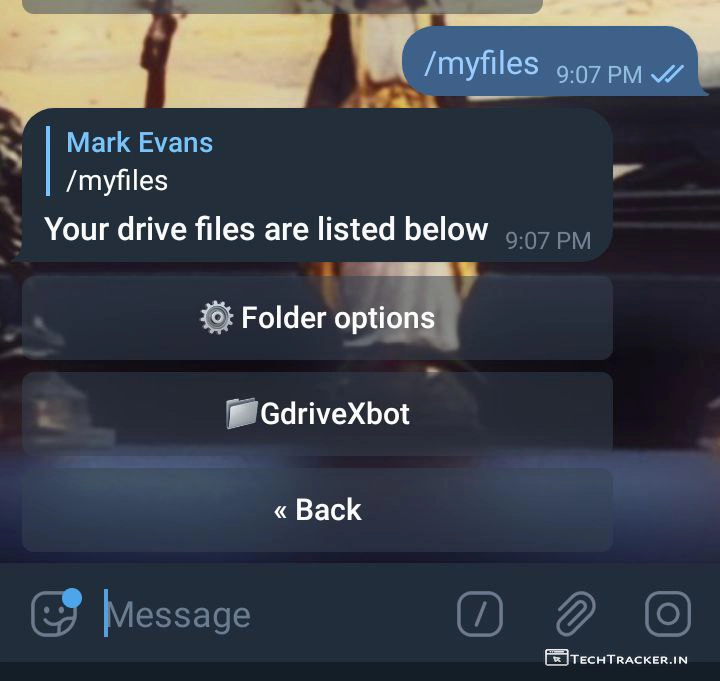 /myfiles 9:07 PM
Mark Evans
/myfiles
Your drive files are listed below 9:07 PM
Folder options
GdriveXbot
« Back
Message
TECHTRACKER.IN